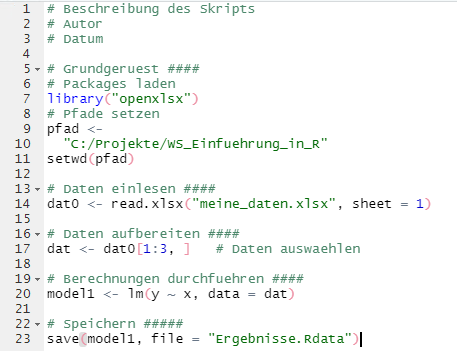 1 # Beschreibung des Skripts
2 # Autor
3 # Datum
4
5 # Grundgeruest ####
6 # Packages laden
7 library("openxlsx")
8 # Pfade setzen
9 pfad <-
10 "C:/Projekte/WS_Einfuehrung_in_R"
11 setwd(pfad)
12
13 # Daten einlesen ####
14 dat0 <- read.xlsx("meine_daten.xlsx", sheet = 1)
15
16 # Daten aufbereiten ####
17 dat <- dat0[1:3, ] # Daten auswaehlen
18
19 # Berechnungen durchfuehren ####
20 model1 <- lm(y ~ x, data = dat)
21
22 # Speichern #####
23 save(model1, file = "Ergebnisse.Rdata")